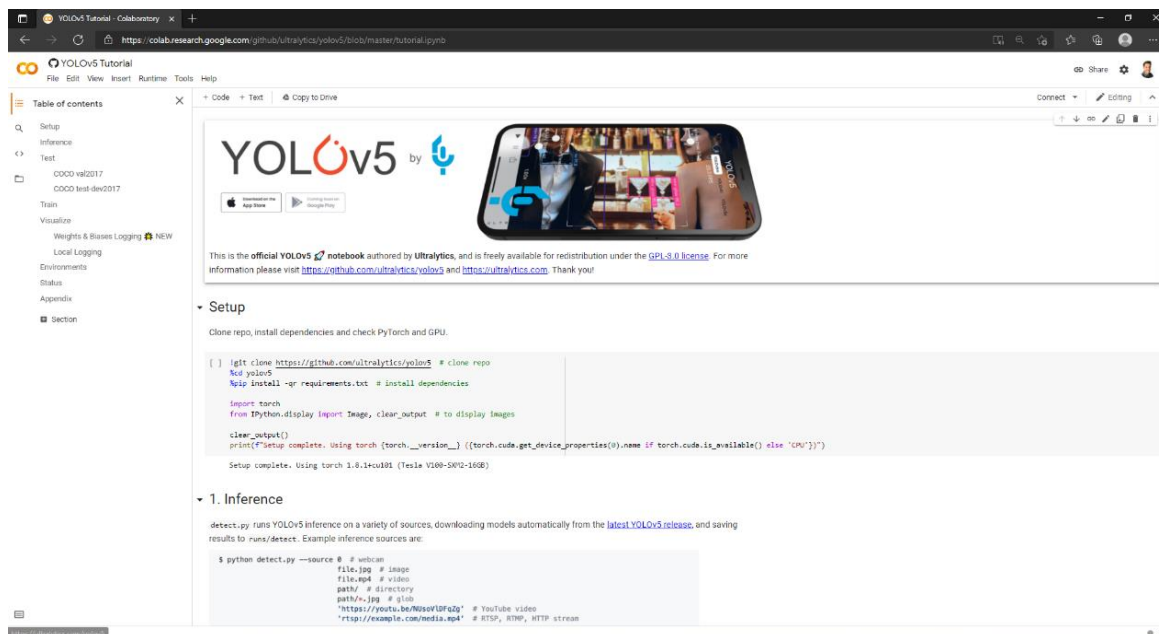 YOLOv5 Tutorial - Colaboratory
https://colab.research.google.com/github/ultralytics/yolov5/blob/master/tutorial.ipynb
YOLOv5 Tutorial
File Edit View Insert Runtime Tools Help
Share
Table of contents
+ Code + Text Copy to Drive
Connect
Editing
Setup
Inference
Test
COCO val2017
COCO test-dev2017
Train
Visualize
Weights & Biases Logging NEW
Local Logging
Environments
Status
Appendix
Section
YOLOv5 by
Download on the
App Store
Coming soon on
Google Play
YOLOv5
This is the official YOLOv5 🚀 notebook authored by Ultralytics, and is freely available for redistribution under the GPL-3.0 license. For more
information please visit https://github.com/ultralytics/yolov5 and https://ultralytics.com. Thank you!
Setup
Clone repo, install dependencies and check PyTorch and GPU.
[ ] !git clone https://github.com/ultralytics/yolov5 # clone repo
%cd yolov5
%pip install -qr requirements.txt # install dependencies
import torch
from IPython.display import Image, clear_output # to display images
clear_output()
print(f"Setup complete. Using torch {torch.__version__} ({torch.cuda.get_device_properties(0).name if torch.cuda.is_available() else 'CPU'})")
Setup complete. Using torch 1.8.1+cu101 (Tesla V100-SXM2-16GB)
1. Inference
detect.py runs YOLOv5 inference on a variety of sources, downloading models automatically from the latest YOLOv5 release, and saving
results to runs/detect. Example inference sources are:
$ python detect.py --source 0 # webcam
file.jpg # image
file.mp4 # video
path/ # directory
path/*.jpg # glob
'https://youtu.be/NUsoVlDFqZg' # YouTube video
'rtsp://example.com/media.mp4' # RTSP, RTMP, HTTP stream